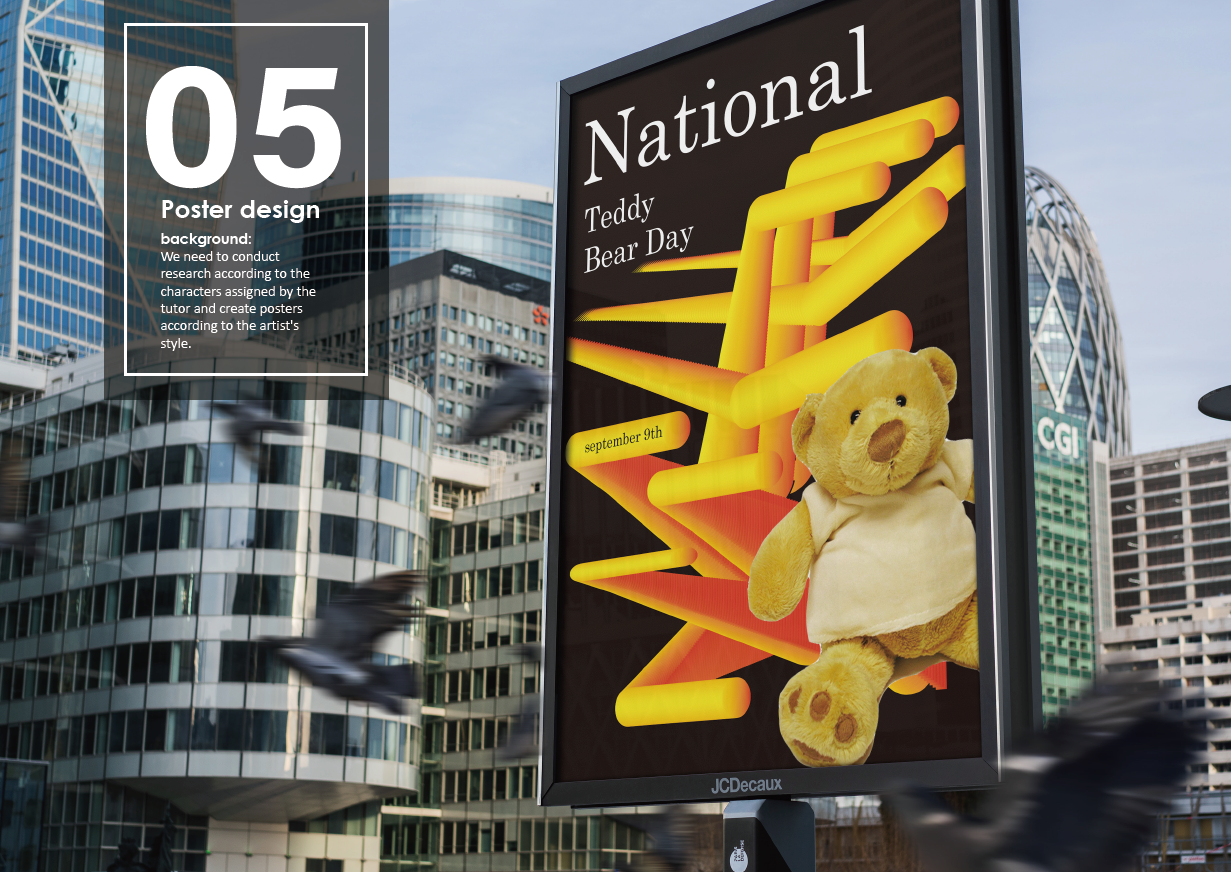 05
Poster design
background:
We need to conduct
research according to the
characters assigned by the
tutor and create posters
according to the artist's
style.
National
Teddy
Bear Day
september 9th
CGI
JCDecaux